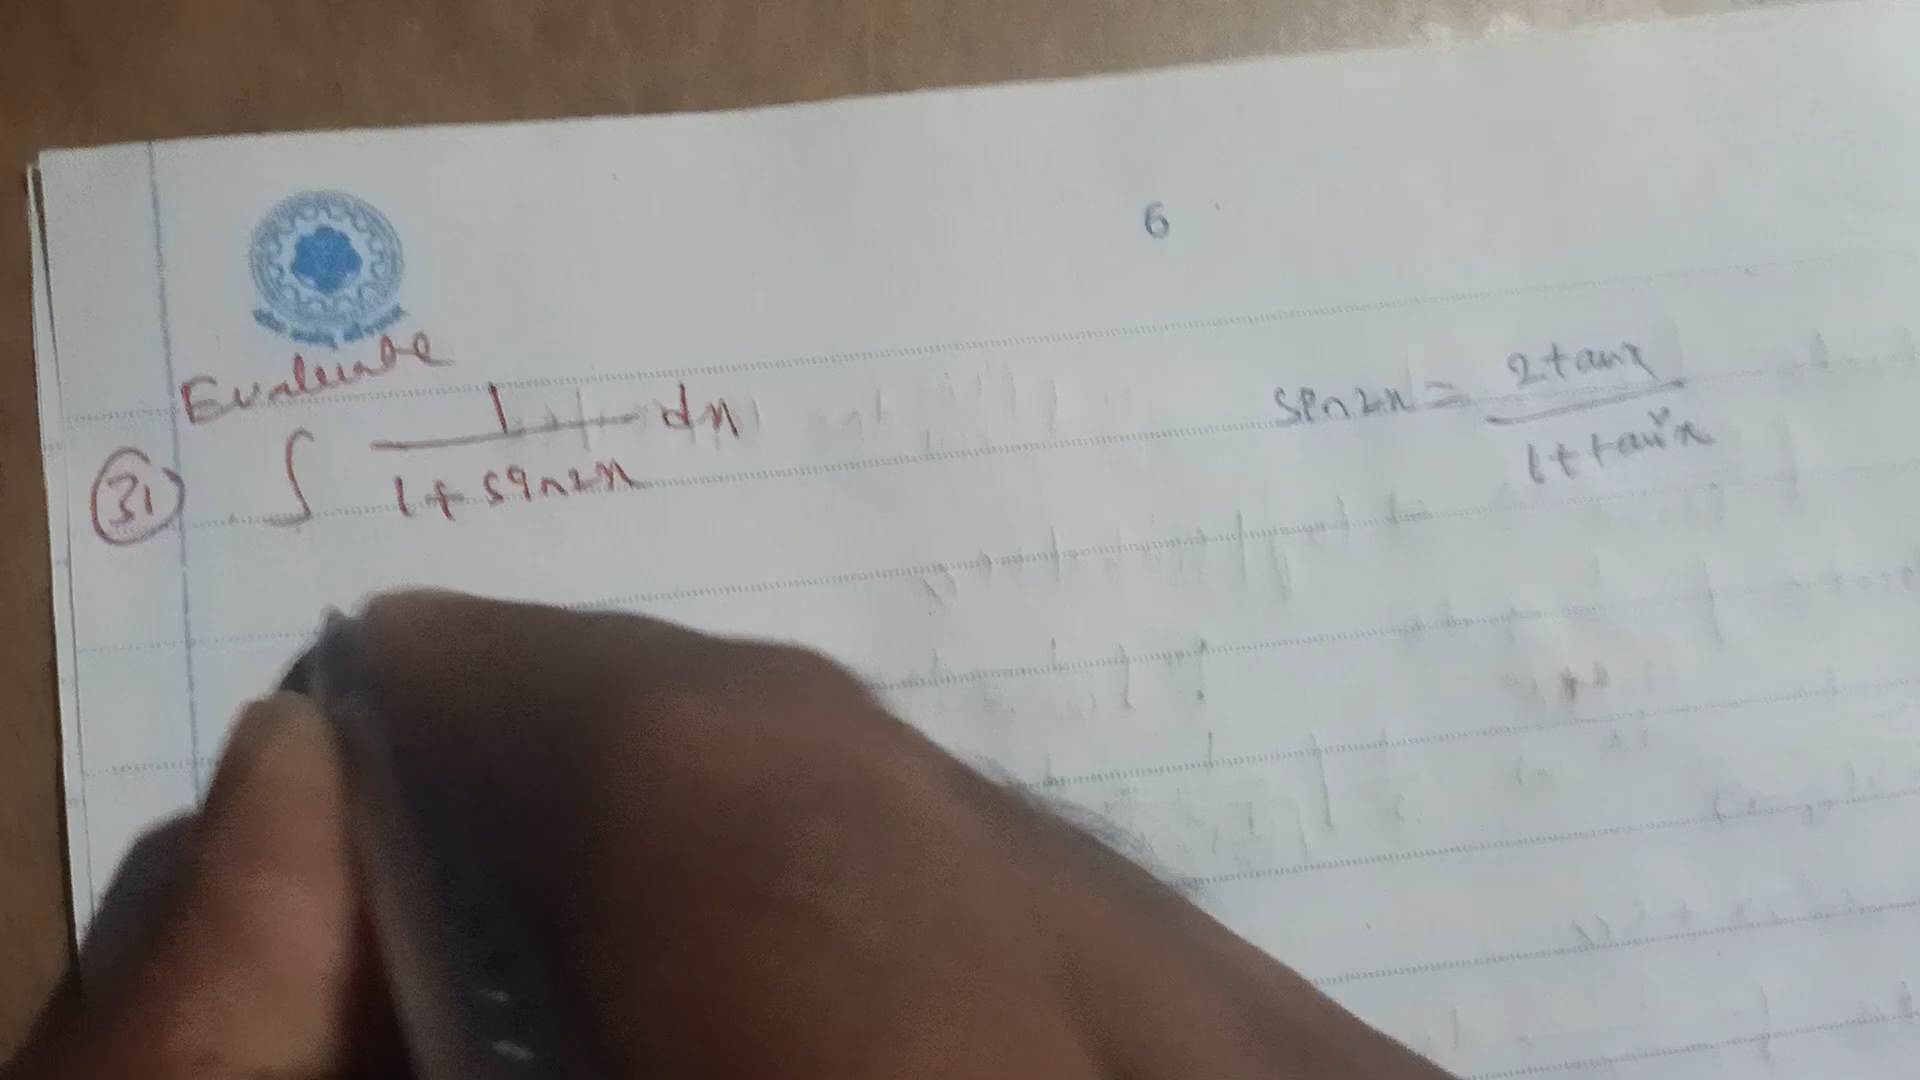 6
Evaluate
31 ∫ 1/(1 + sin2x) dx
sin2x = 2tanx/(1+tan²x)